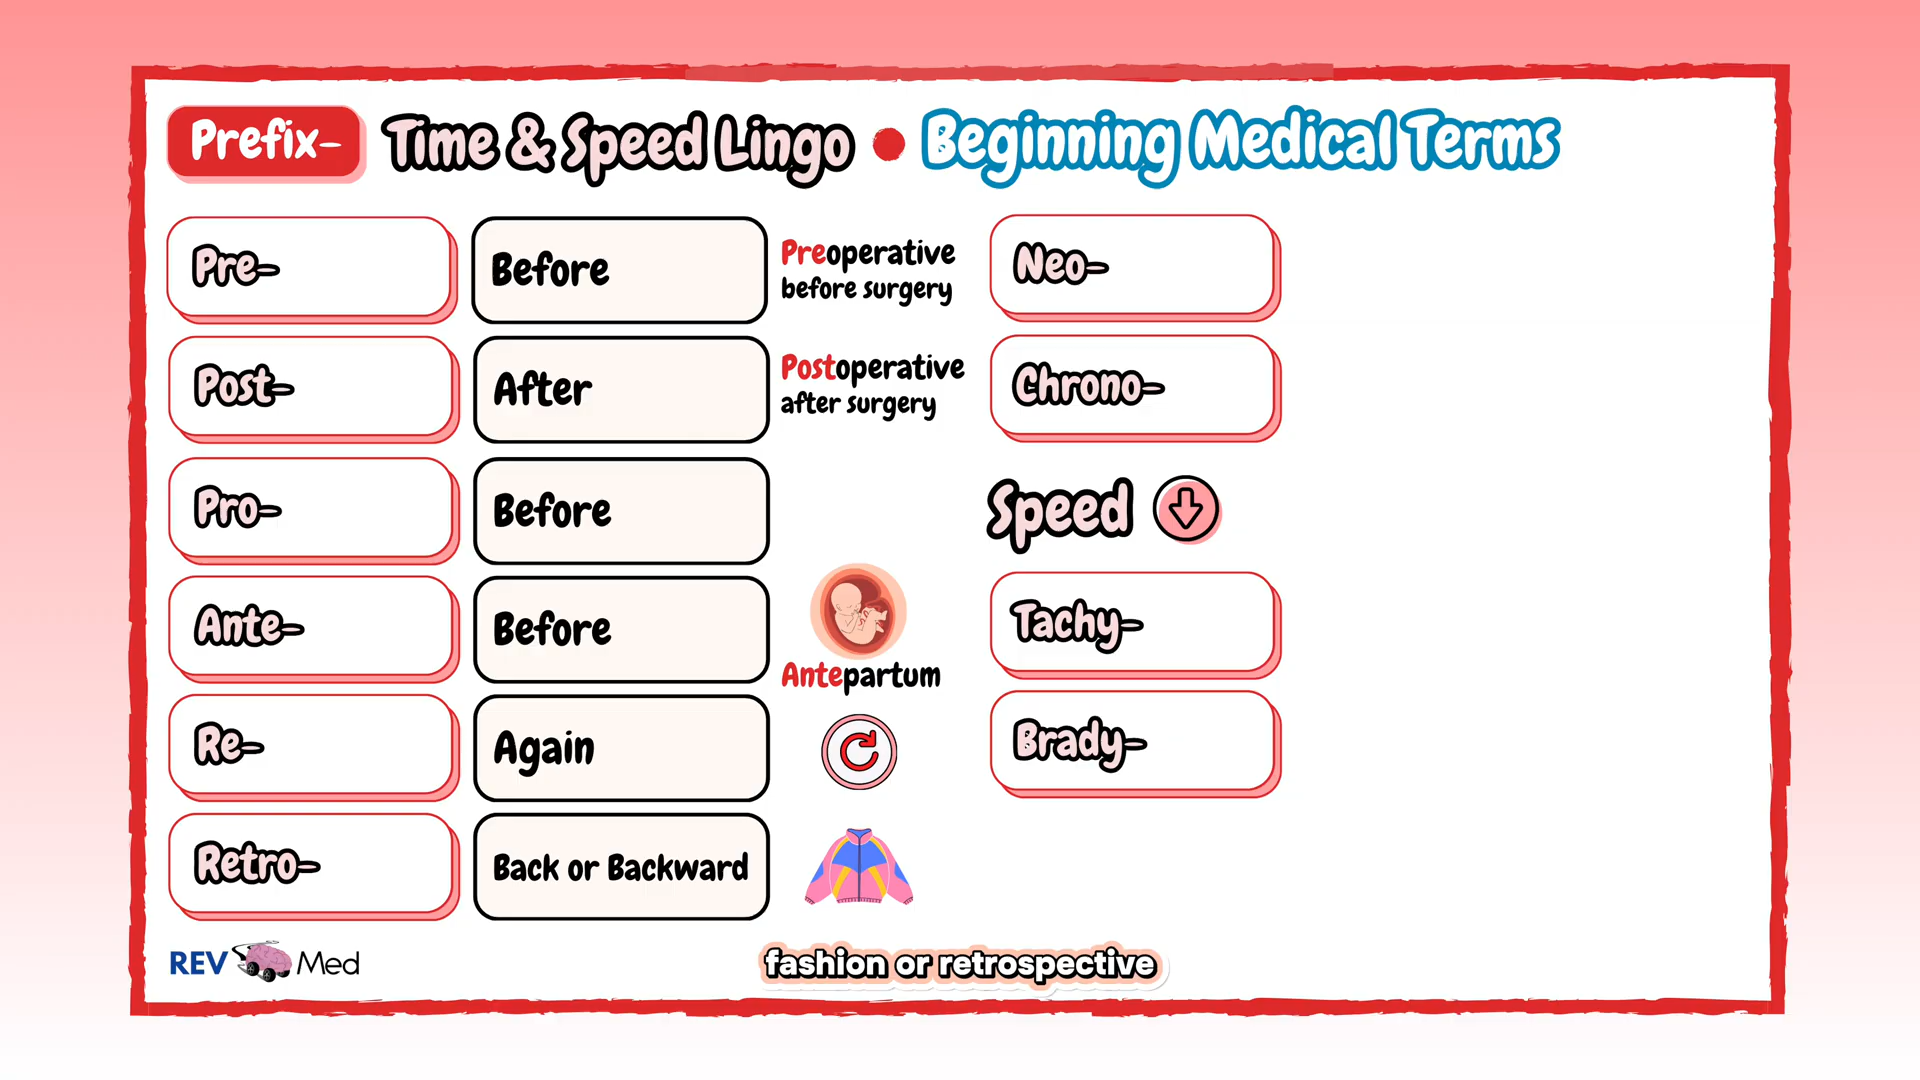 Prefix- Time & Speed Lingo • Beginning Medical Terms
Pre-
Before
Preoperative
before surgery
Post-
After
Postoperative
after surgery
Pro-
Before
Ante-
Before
Antepartum
Re-
Again
Retro-
Back or Backward
Neo-
Chrono-
Speed
Tachy-
Brady-
REV Med
fashion or retrospective